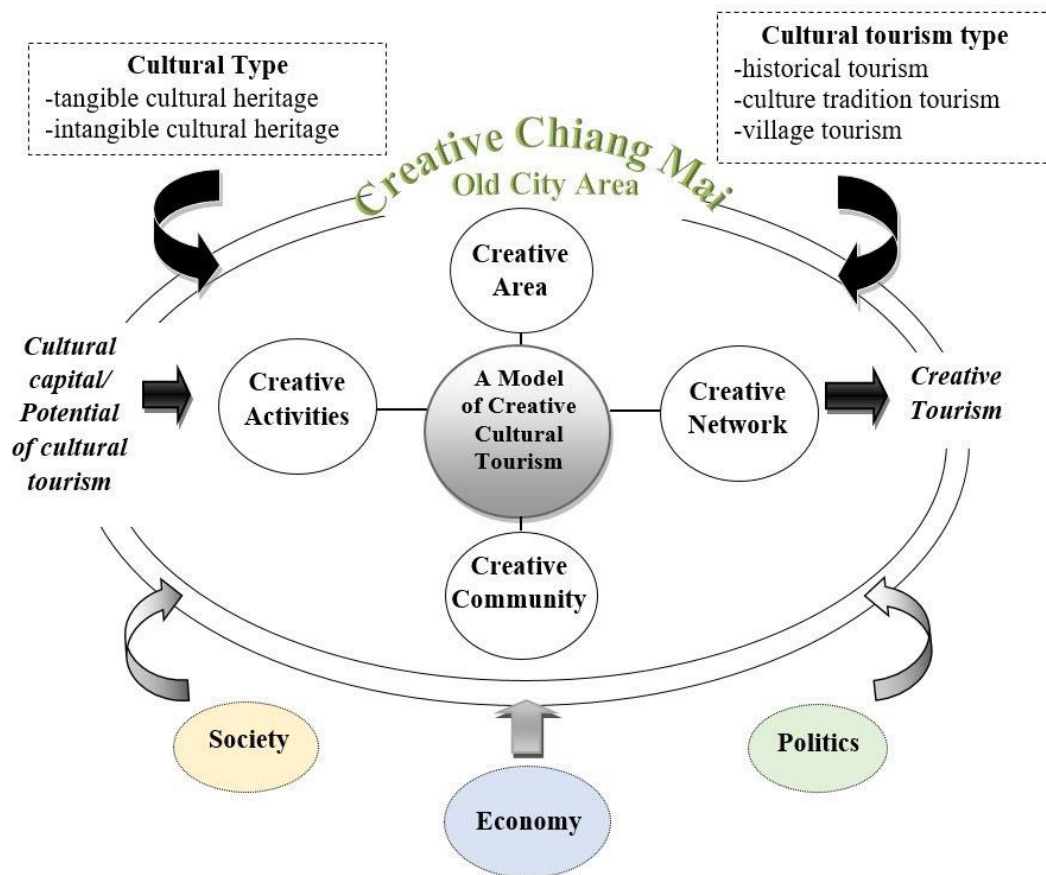 Cultural Type
-tangible cultural heritage
-intangible cultural heritage
Cultural tourism type
-historical tourism
-culture tradition tourism
-village tourism
Creative Chiang Mai
Old City Area
Creative
Area
Cultural
capital/
Potential
of cultural
tourism
Creative
Activities
A Model
of Creative
Cultural
Tourism
Creative
Network
Creative
Tourism
Creative
Community
Society
Economy
Politics